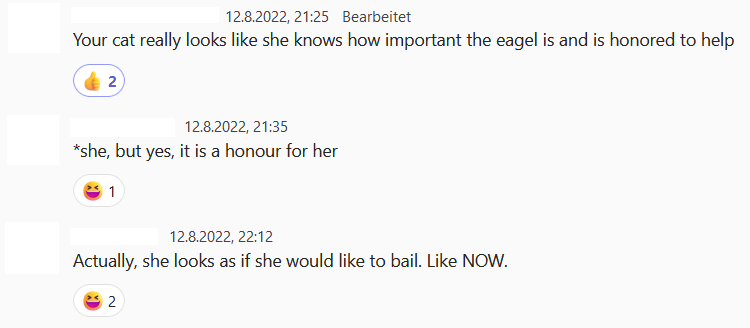 12.8.2022, 21:25 Bearbeitet
Your cat really looks like she knows how important the eagel is and is honored to help
2
12.8.2022, 21:35
*she, but yes, it is a honour for her
1
12.8.2022, 22:12
Actually, she looks as if she would like to bail. Like NOW.
2